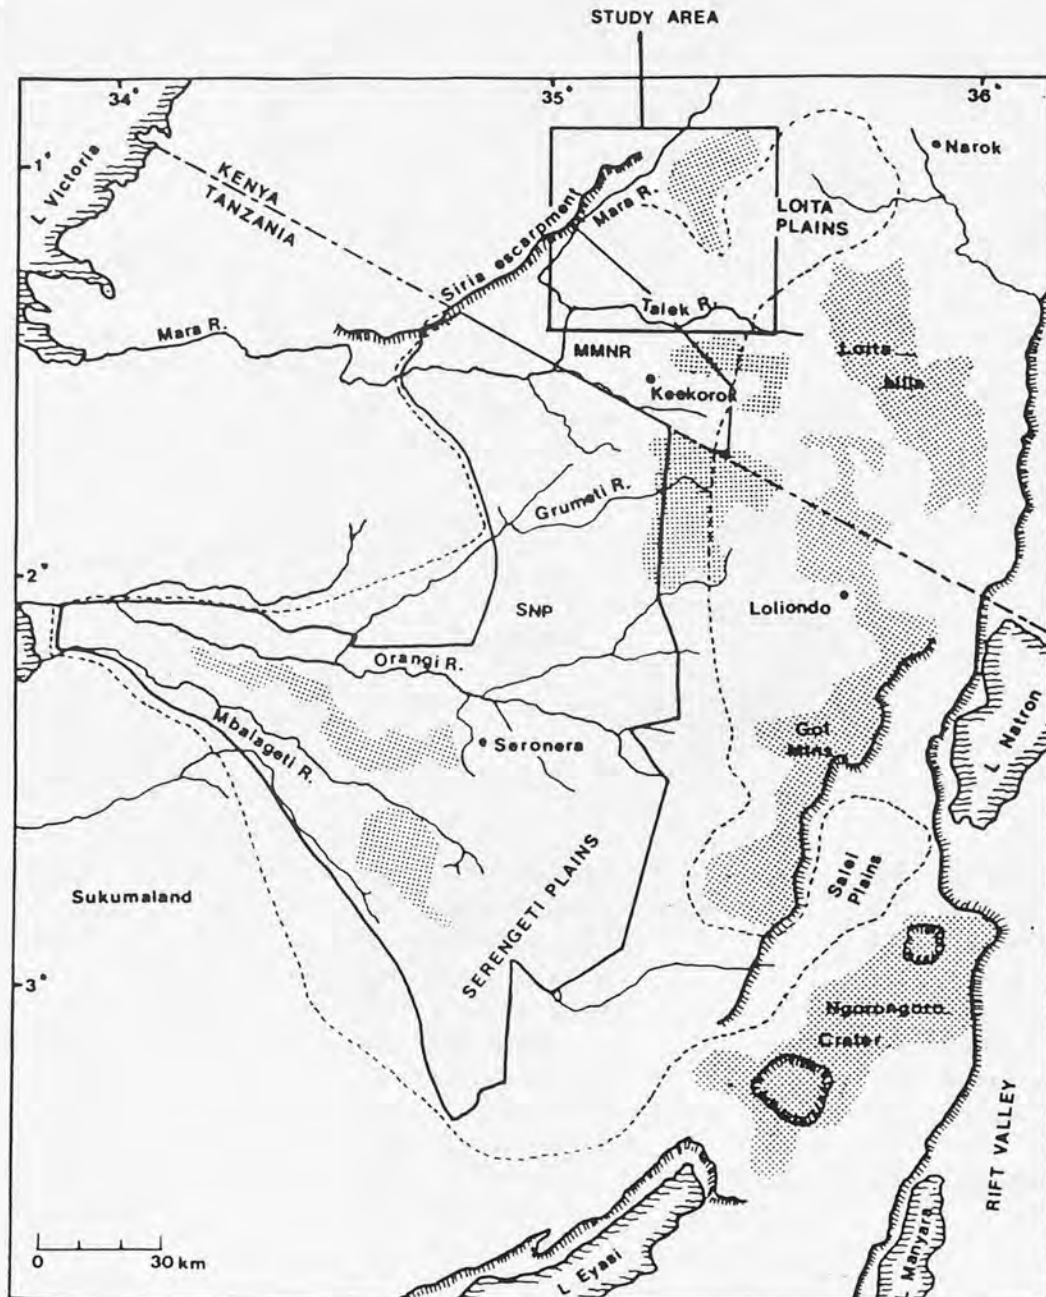 STUDY AREA
34°
35°
36°
1°
L Victoria
KENYA
TANZANIA
Siria escarpment
Mara R.
Narok
LOITA
PLAINS
Mara R.
Talek R.
MMNR
Keekorok
Loita
Hills
Grumeti R.
2°
SNP
Loliondo
Orangi R.
Mbalageti R.
Seronera
Gol
Mtns
L Natron
Sukumaland
SERENGETI PLAINS
Salei
Plains
3°
Ngorongoro
Crater
RIFT VALLEY
L Eyasi
L Manyara
0 30 km